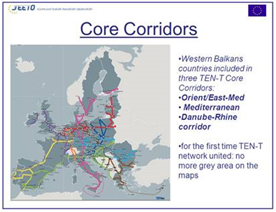 SEETO
Core Corridors
•Western Balkans
countries included in
three TEN-T Core
Corridors:
•Orient/East-Med
• Mediterranean
•Danube-Rhine
corridor
•for the first time TEN-T
network united: no
more grey area on the
maps